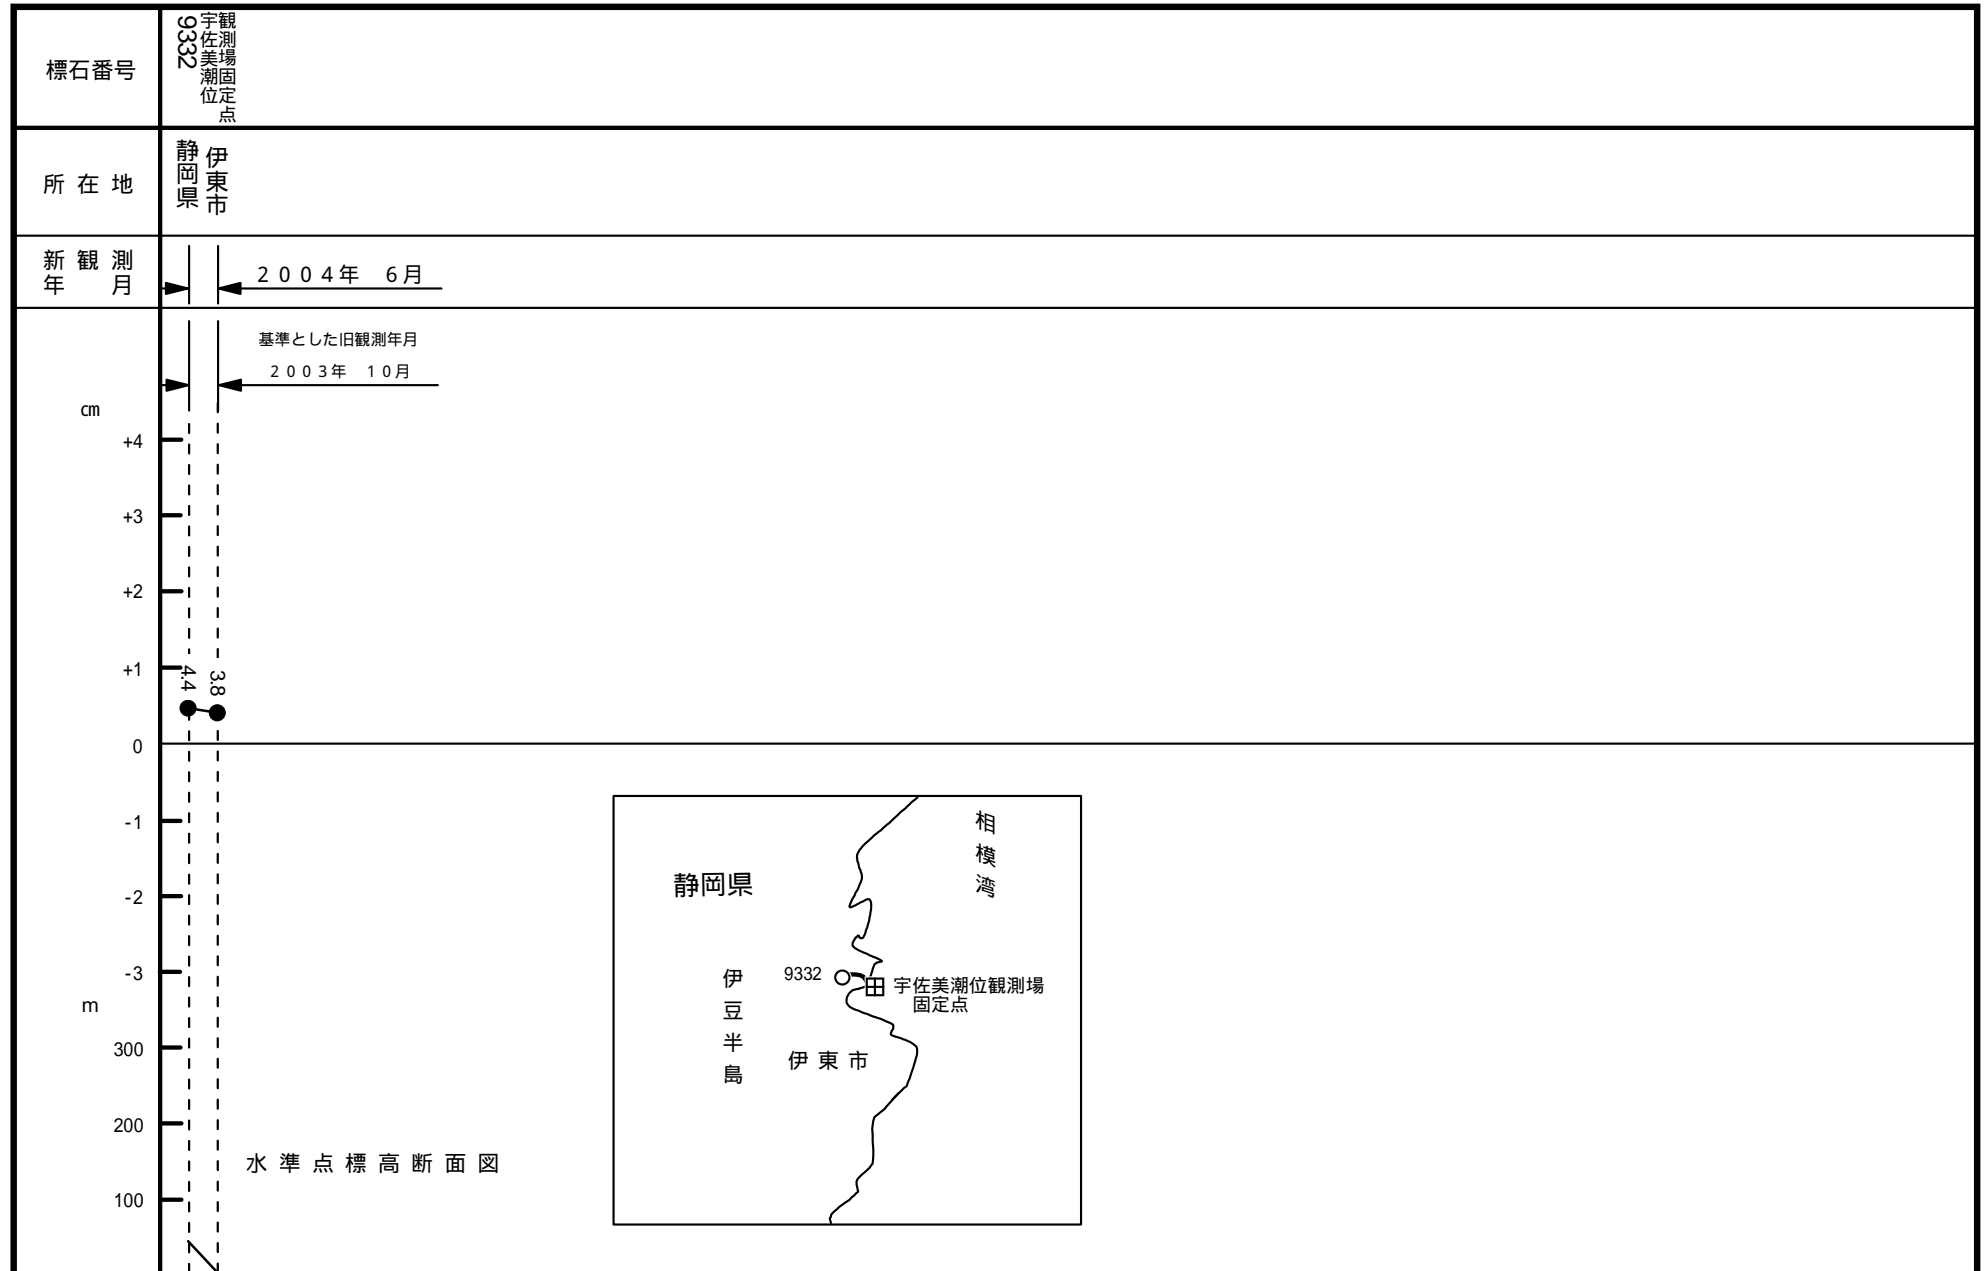 標石番号
9332
宇佐美潮位
観測場固定点
所在地
静岡県
伊東市
新観測
年月
2004年 6月
基準とした旧観測年月
2003年 10月
cm
+4
+3
+2
+1
4.4
3.8
0
-1
-2
-3
m
300
200
100
水準点標高断面図
相模湾
静岡県
伊豆半島
9332
宇佐美潮位観測場
固定点
伊東市